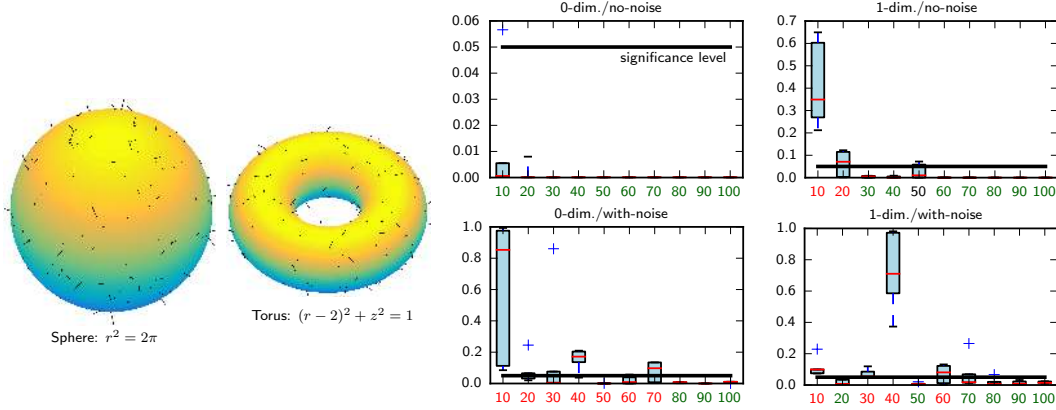 Sphere: r² = 2π
Torus: (r − 2)² + z² = 1
0-dim./no-noise
0.06
0.05
0.04
0.03
0.02
0.01
0.00
significance level
10 20 30 40 50 60 70 80 90 100
1-dim./no-noise
0.7
0.6
0.5
0.4
0.3
0.2
0.1
0.0
10 20 30 40 50 60 70 80 90 100
0-dim./with-noise
1.0
0.8
0.6
0.4
0.2
0.0
10 20 30 40 50 60 70 80 90 100
1-dim./with-noise
1.0
0.8
0.6
0.4
0.2
0.0
10 20 30 40 50 60 70 80 90 100